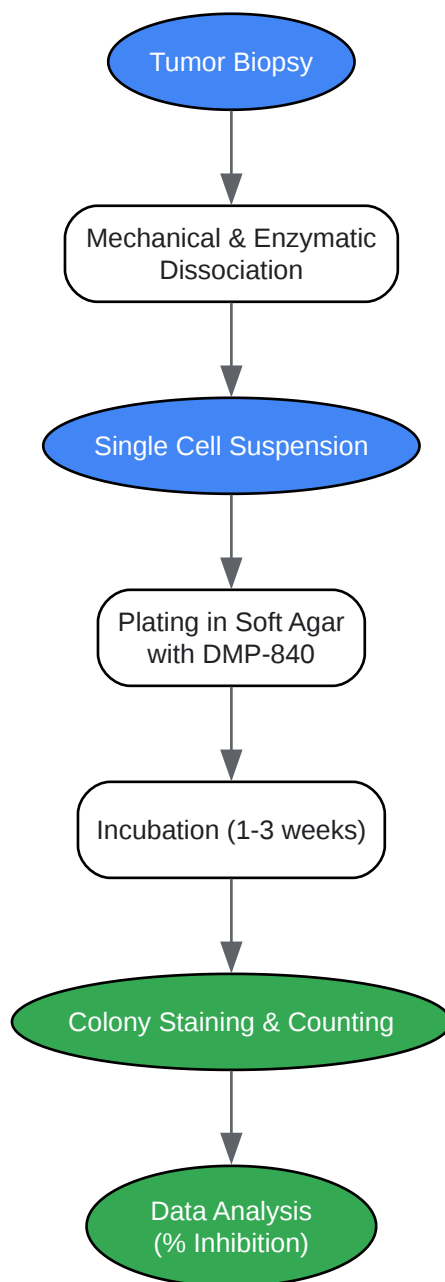 Tumor Biopsy
Mechanical & Enzymatic
Dissociation
Single Cell Suspension
Plating in Soft Agar
with DMP-840
Incubation (1-3 weeks)
Colony Staining & Counting
Data Analysis
(% Inhibition)